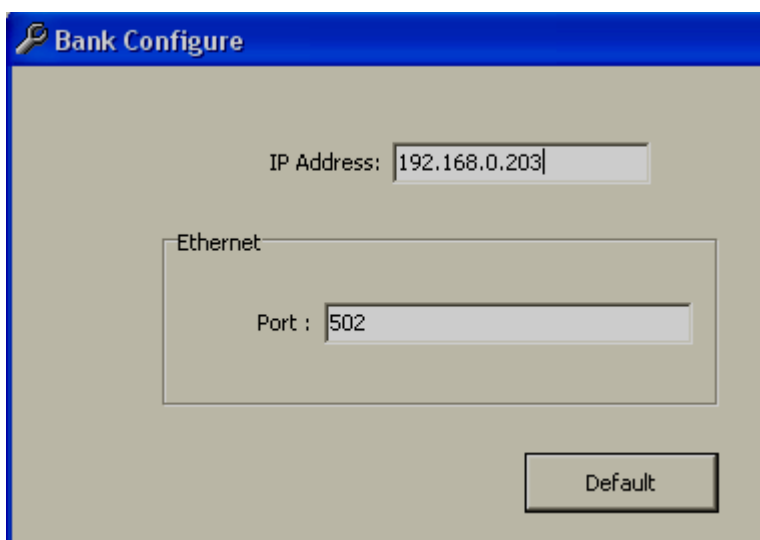 Bank Configure
IP Address: 192.168.0.203
Ethernet
Port : 502
Default